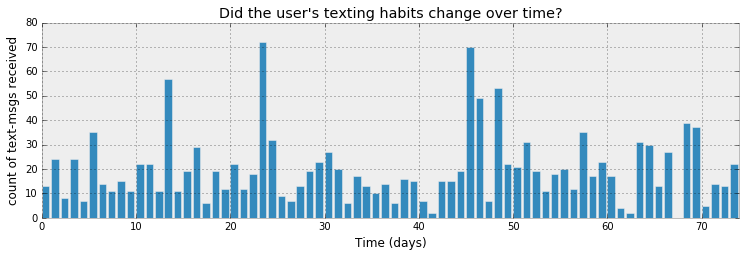 Did the user's texting habits change over time?
count of text-msgs received
80
70
60
50
40
30
20
10
0
0 10 20 30 40 50 60 70
Time (days)